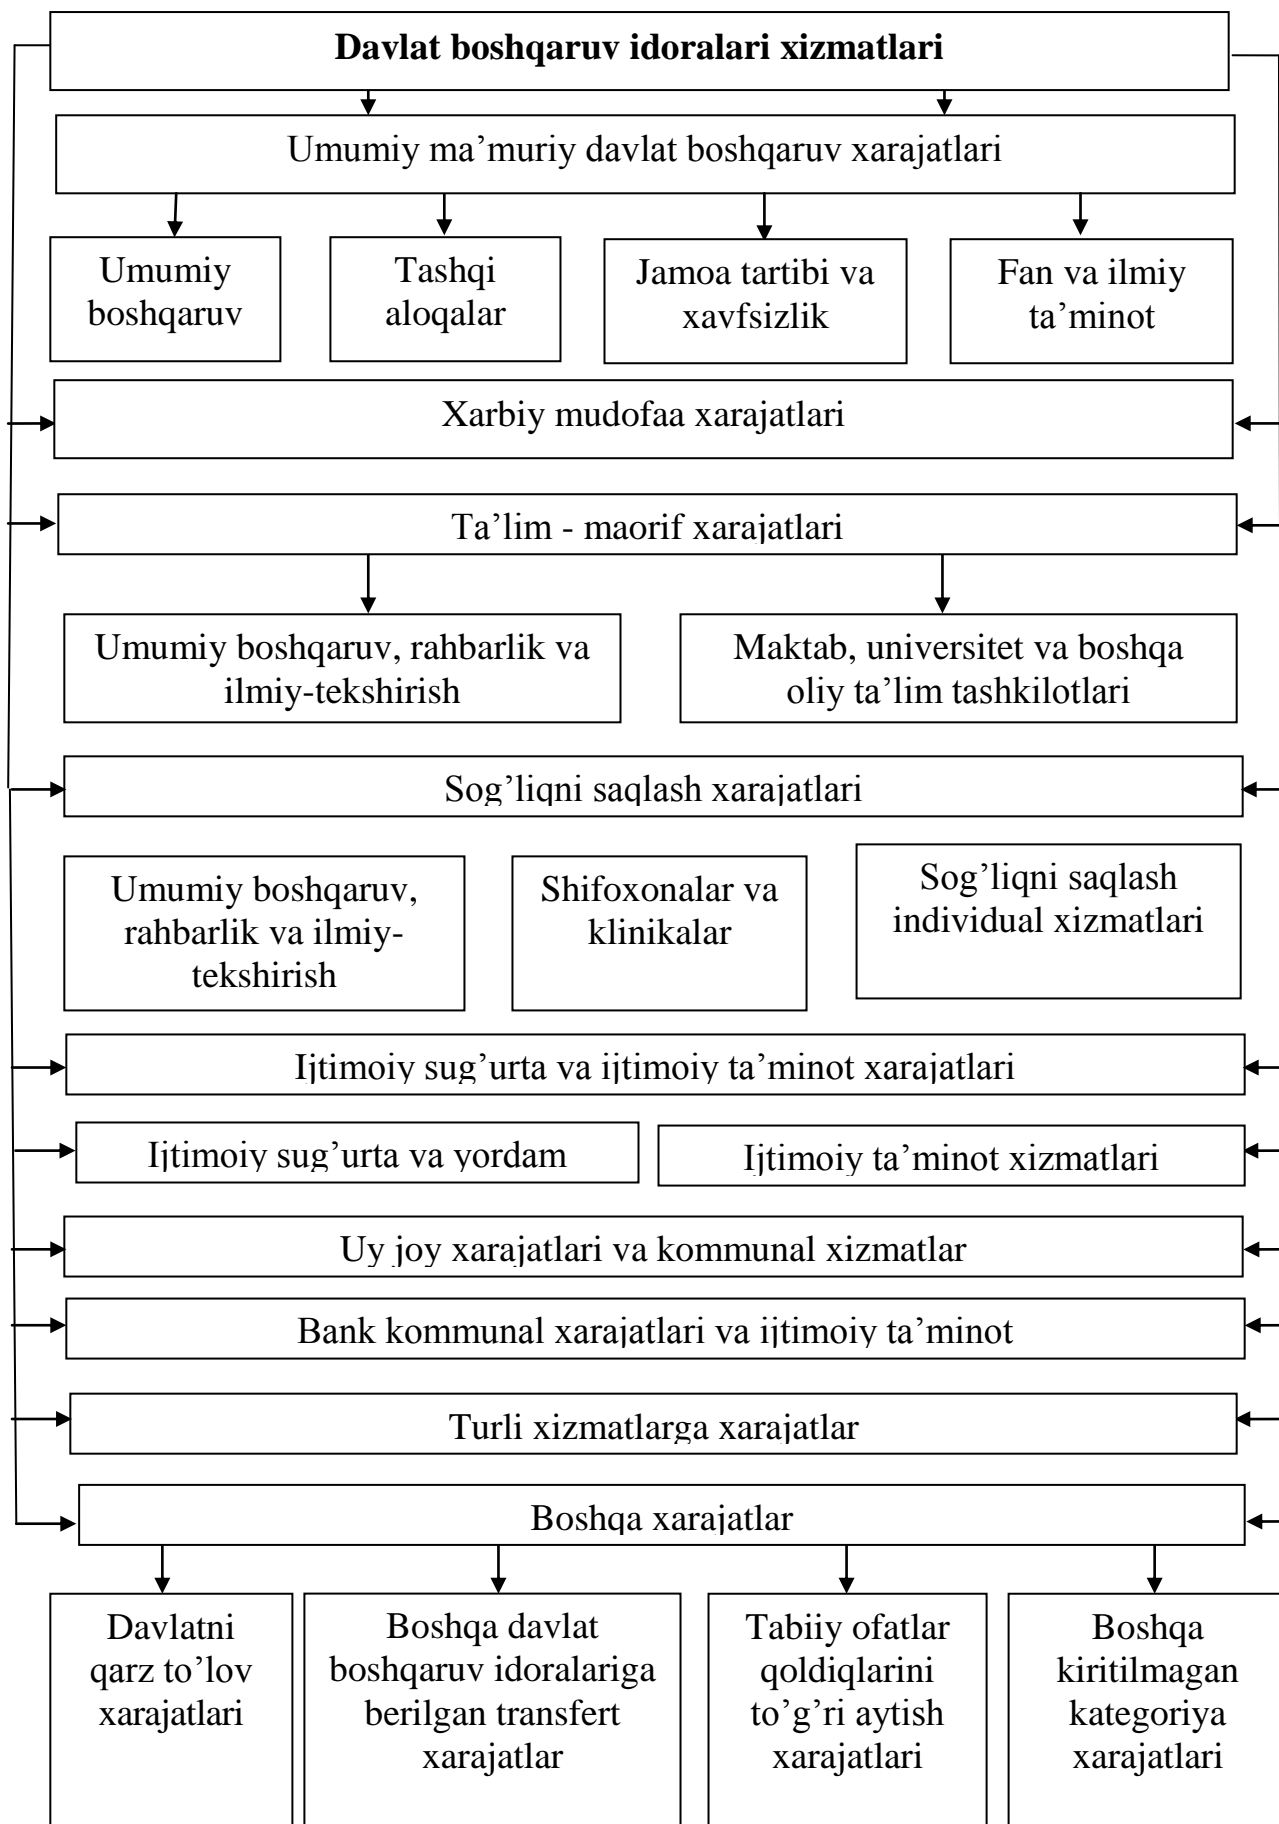 Davlat boshqaruv idoralari xizmatlari
Umumiy ma’muriy davlat boshqaruv xarajatlari
Umumiy
boshqaruv
Tashqi
aloqalar
Jamoa tartibi va
xavfsizlik
Fan va ilmiy
ta’minot
Xarbiy mudofaa xarajatlari
Ta’lim - maorif xarajatlari
Umumiy boshqaruv, rahbarlik va
ilmiy-tekshirish
Maktab, universitet va boshqa
oliy ta’lim tashkilotlari
Sog’liqni saqlash xarajatlari
Umumiy boshqaruv,
rahbarlik va ilmiy-
tekshirish
Shifoxonalar va
klinikalar
Sog’liqni saqlash
individual xizmatlari
Ijtimoiy sug’urta va ijtimoiy ta’minot xarajatlari
Ijtimoiy sug’urta va yordam
Ijtimoiy ta’minot xizmatlari
Uy joy xarajatlari va kommunal xizmatlar
Bank kommunal xarajatlari va ijtimoiy ta’minot
Turli xizmatlarga xarajatlar
Boshqa xarajatlar
Davlatni
qarz to’lov
xarajatlari
Boshqa davlat
boshqaruv idoralariga
berilgan transfert
xarajatlar
Tabiiy ofatlar
qoldiqlarini
to’g’ri aytish
xarajatlari
Boshqa
kiritilmagan
kategoriya
xarajatlari